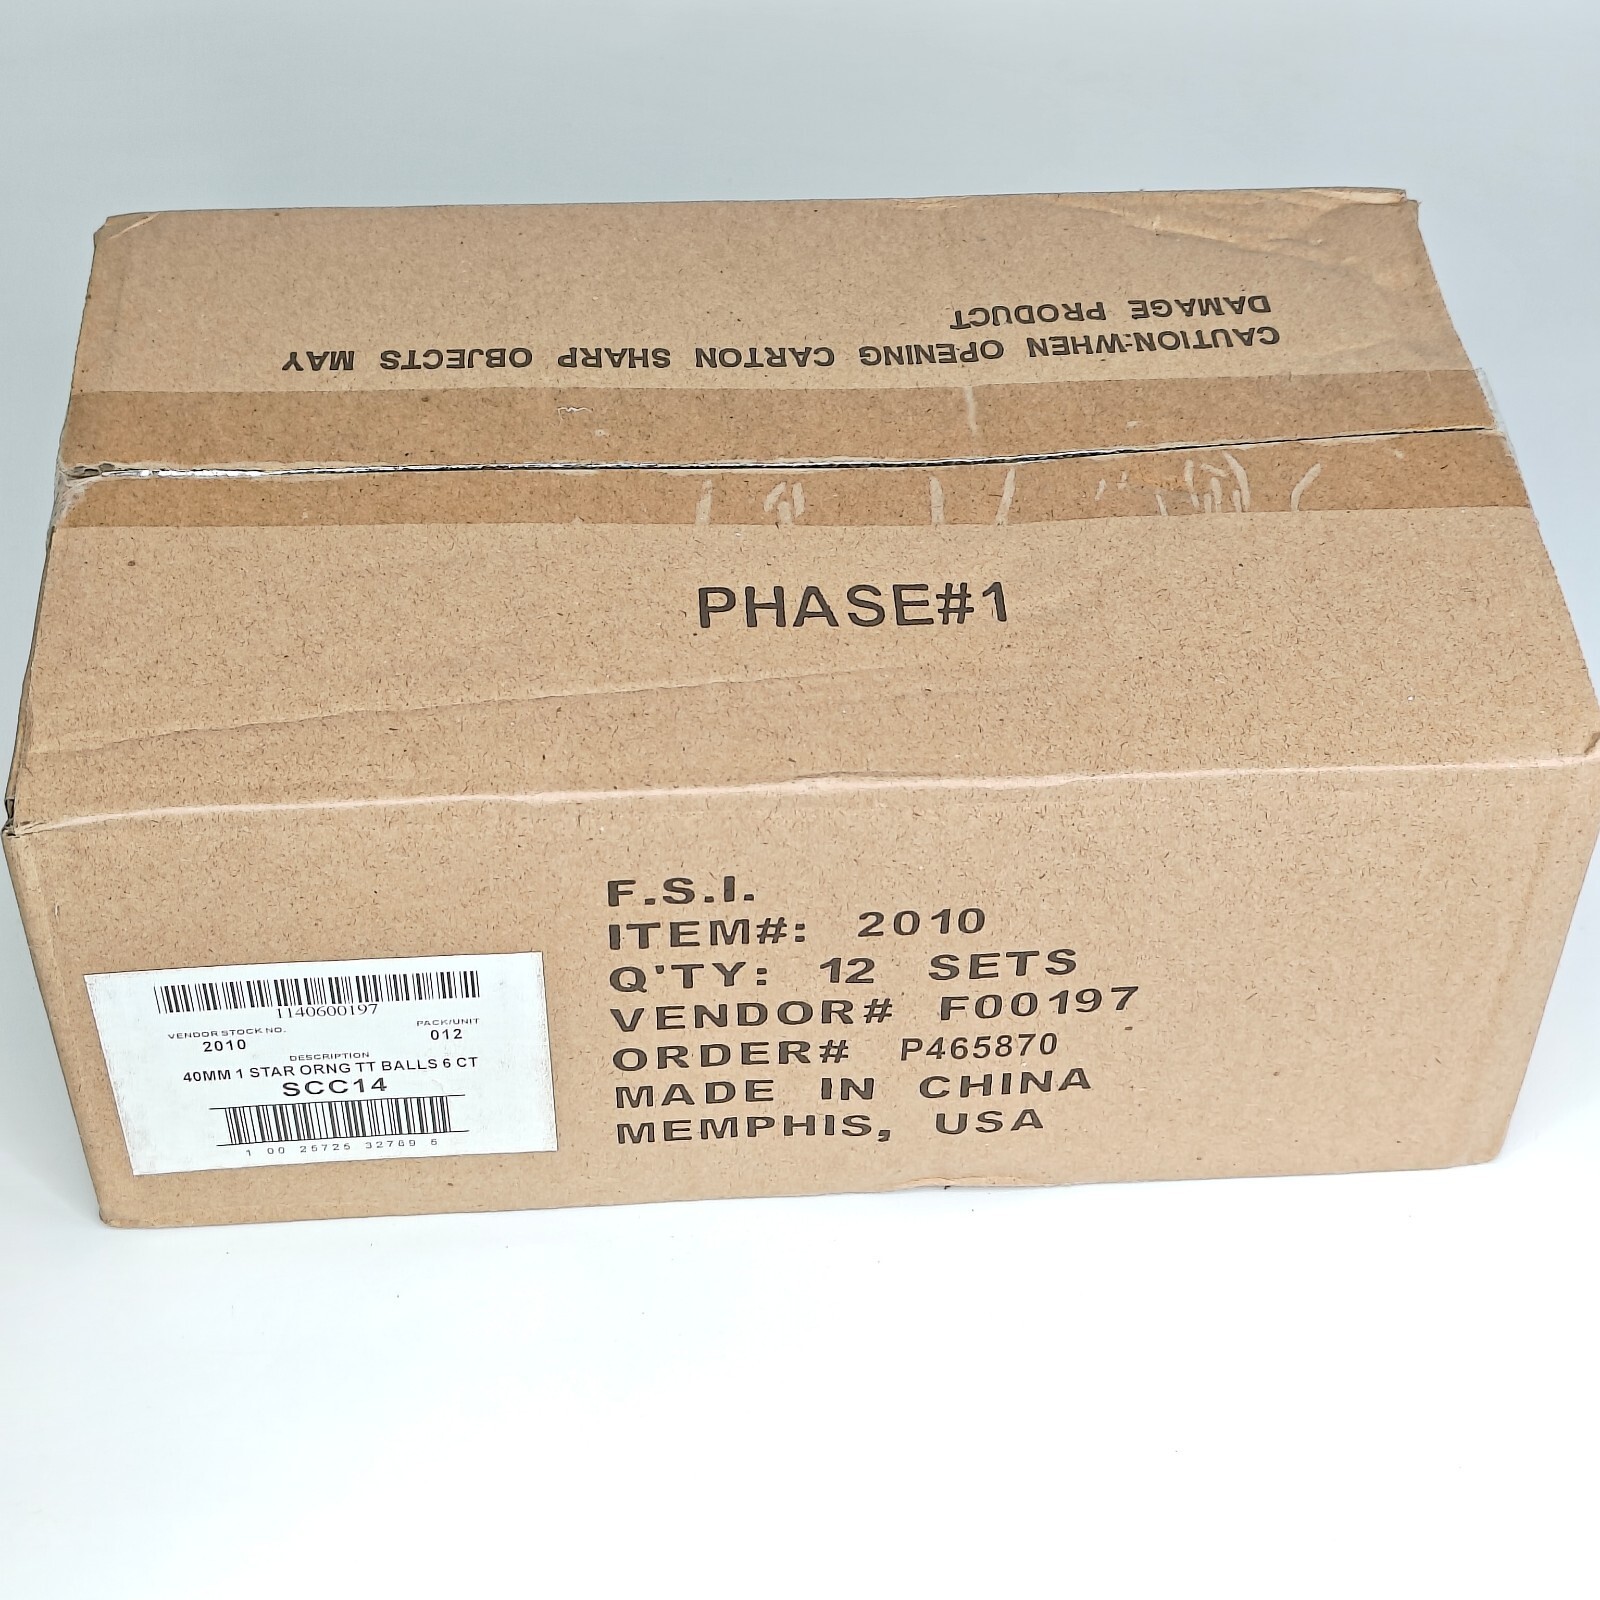 CAUTION:WHEN OPENING CARTON SHARP OBJECTS MAY
DAMAGE PRODUCT
PHASE#1
F.S.I.
ITEM#: 2010
Q'TY: 12 SETS
VENDOR# F00197
ORDER# P465870
MADE IN CHINA
MEMPHIS, USA
1140600197
VENDOR STOCK NO. PACK/UNIT
2010 012
DESCRIPTION
40MM 1 STAR ORNG TT BALLS 6 CT
SCC14
1 00 25725 32769 5